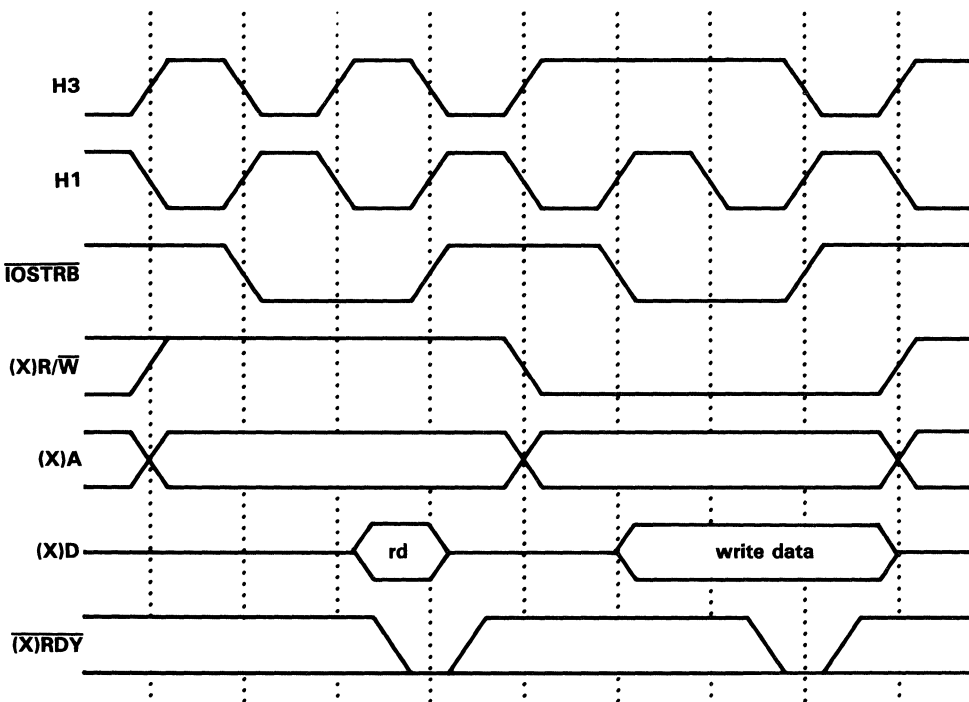 H3
H1
IOSTRB
(X)R/W
(X)A
(X)D
rd
write data
(X)RDY